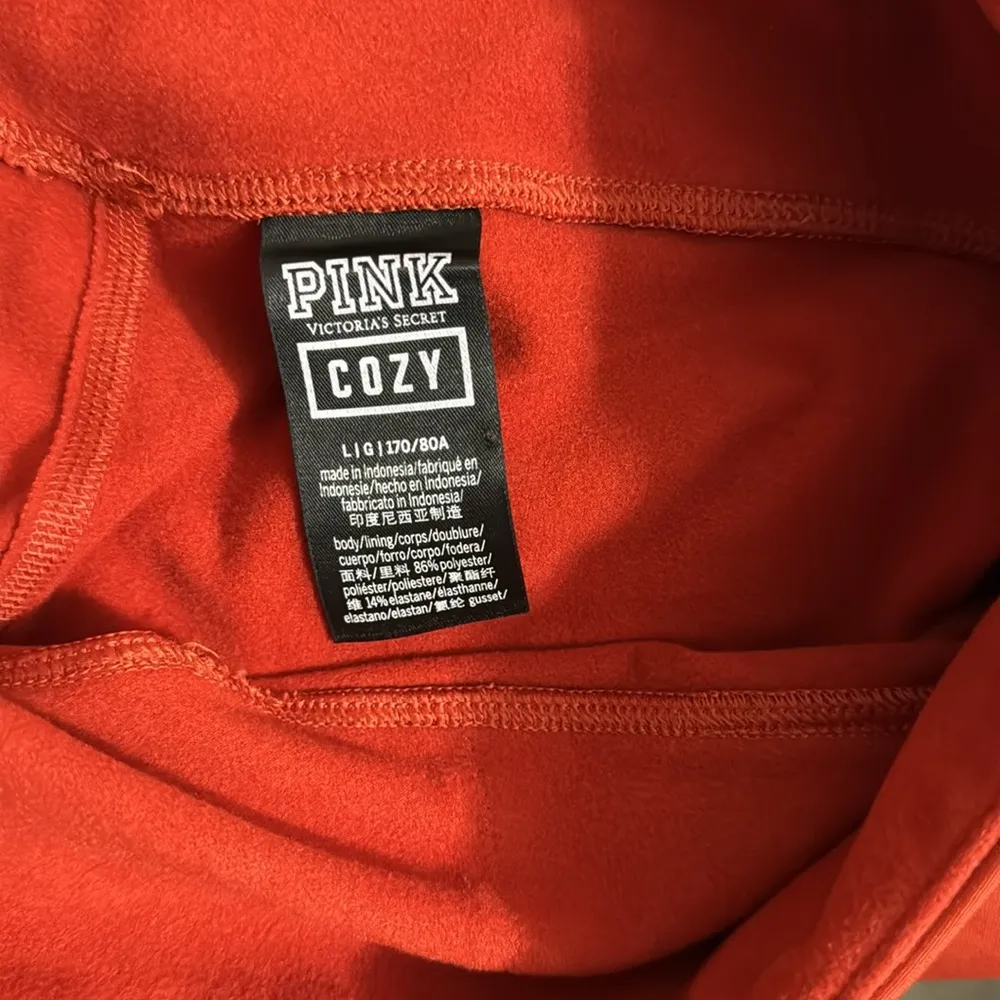 PINK
VICTORIA'S SECRET
COZY
L|G|170/80A
made in Indonesia/fabriqué en
Indonésie/hecho en Indonesia/
fabbricato in Indonesia/
印度尼西亚制造
body/lining/corps/doublure/
cuerpo/forro/corpo/fodera/
面料/里料 86% polyester/
poliéster/poliestere/聚酯纤
维 14% elastane/élasthanne/
elastano/elastan/氨纶 gusset/